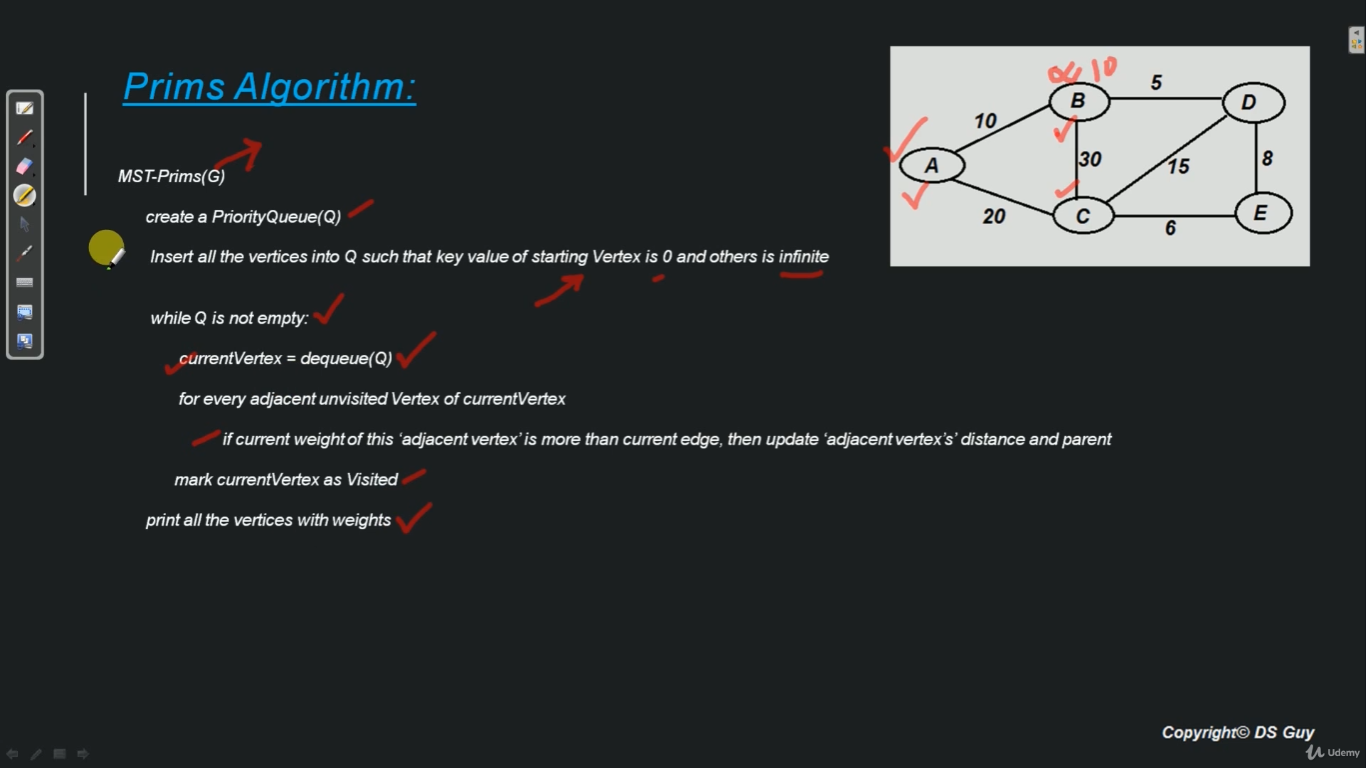 Prims Algorithm:
MST-Prims(G)
create a PriorityQueue(Q)
Insert all the vertices into Q such that key value of starting Vertex is 0 and others is infinite
while Q is not empty:
currentVertex = dequeue(Q)
for every adjacent unvisited Vertex of currentVertex
if current weight of this ‘adjacent vertex’ is more than current edge, then update ‘adjacent vertex’s’ distance and parent
mark currentVertex as Visited
print all the vertices with weights
∞ 10
B 5 D
10
A 30 15 8
20 C 6 E
Copyright© DS Guy
Udemy